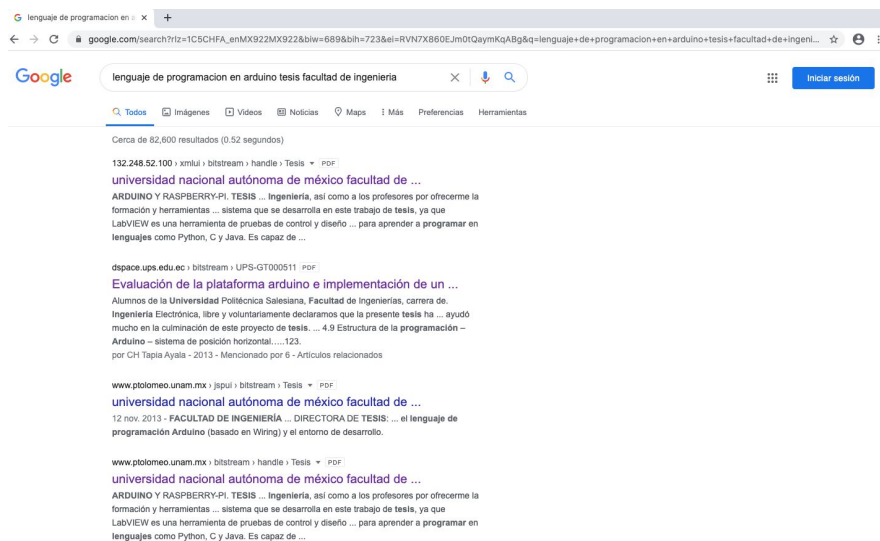 lenguaje de programacion en a
google.com/search?rlz=1C5CHFA_enMX922MX922&biw=689&bih=723&ei=RVN7X860EJm0tQaymKqABg&q=lenguaje+de+programacion+en+arduino+tesis+facultad+de+ingeni...
Google
lenguaje de programacion en arduino tesis facultad de ingenieria
Iniciar sesión
Todos Imágenes Videos Noticias Maps Más Preferencias Herramientas
Cerca de 82,600 resultados (0.52 segundos)
132.248.52.100 › xmlui › bitstream › handle › Tesis PDF
universidad nacional autónoma de méxico facultad de ...
ARDUINO Y RASPBERRY-PI. TESIS ... Ingeniería, así como a los profesores por ofrecerme la
formación y herramientas ... sistema que se desarrolla en este trabajo de tesis, ya que
LabVIEW es una herramienta de pruebas de control y diseño ... para aprender a programar en
lenguajes como Python, C y Java. Es capaz de ...
dspace.ups.edu.ec › bitstream › UPS-GT000511 PDF
Evaluación de la plataforma arduino e implementación de un ...
Alumnos de la Universidad Politécnica Salesiana, Facultad de Ingenierías, carrera de.
Ingeniería Electrónica, libre y voluntariamente declaramos que la presente tesis ha ... ayudó
mucho en la culminación de este proyecto de tesis. ... 4.9 Estructura de la programación –
Arduino – sistema de posición horizontal.....123.
por CH Tapia Ayala - 2013 - Mencionado por 6 - Artículos relacionados
www.ptolomeo.unam.mx › jspui › bitstream › Tesis PDF
universidad nacional autónoma de méxico facultad de ...
12 nov. 2013 - FACULTAD DE INGENIERÍA ... DIRECTORA DE TESIS: ... el lenguaje de
programación Arduino (basado en Wiring) y el entorno de desarrollo.
www.ptolomeo.unam.mx › bitstream › handle › Tesis PDF
universidad nacional autónoma de méxico facultad de ...
ARDUINO Y RASPBERRY-PI. TESIS ... Ingeniería, así como a los profesores por ofrecerme la
formación y herramientas ... sistema que se desarrolla en este trabajo de tesis, ya que
LabVIEW es una herramienta de pruebas de control y diseño ... para aprender a programar en
lenguajes como Python, C y Java. Es capaz de ...